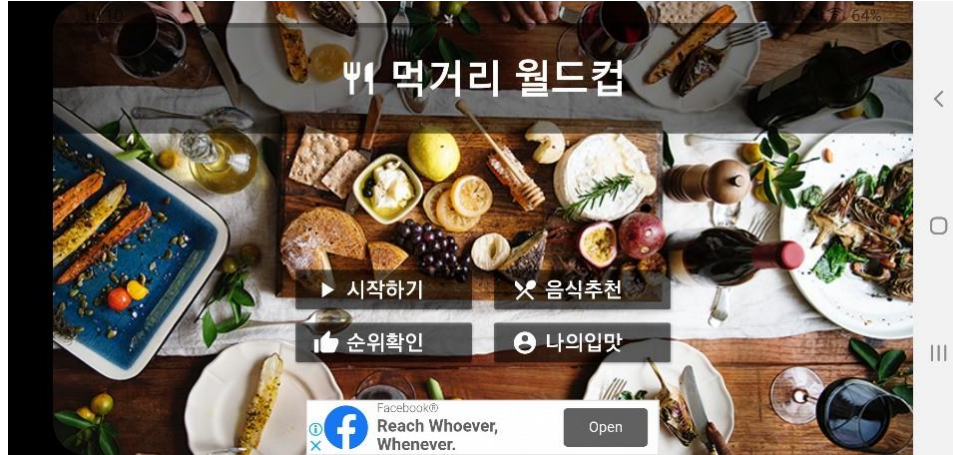 64%
먹거리 월드컵
시작하기
음식추천
순위확인
나의입맛
Facebook®
Reach Whoever,
Whenever.
Open